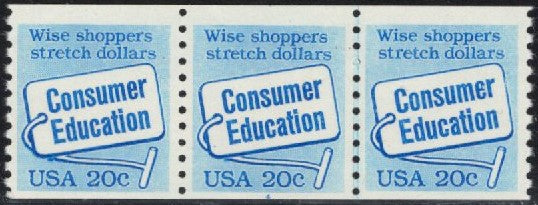 Wise shoppers
stretch dollars
Consumer
Education
USA 20c
Wise shoppers
stretch dollars
Consumer
Education
USA 20c
Wise shoppers
stretch dollars
Consumer
Education
USA 20c